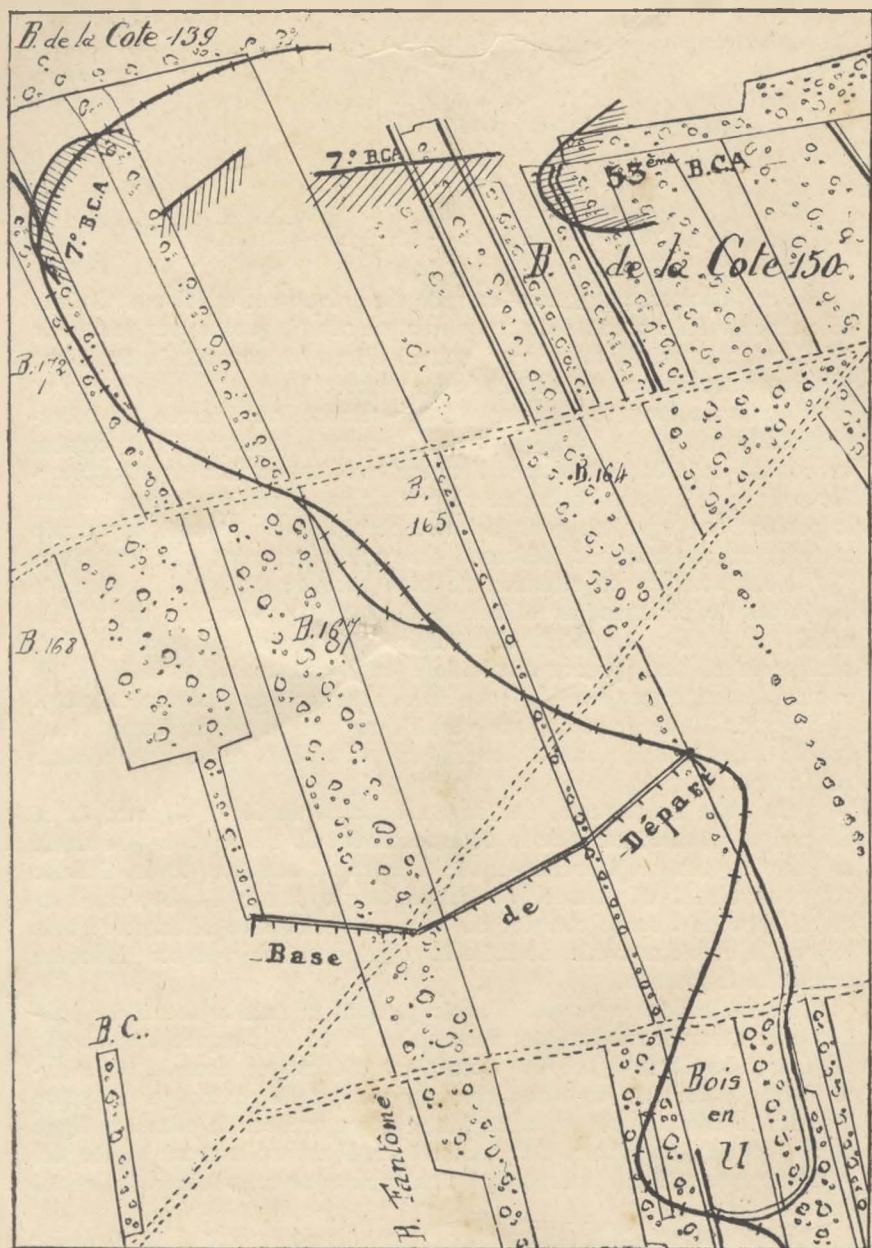 B. de la Cote 139
7e B.C.A
53ème B.C.A
7e B.C.A
B. de la Cote 150
B. 172
B. 164
B.
165
B. 168
B. 167
Départ
de
Base
B.C.
Bois
en
U
B. Fantôme